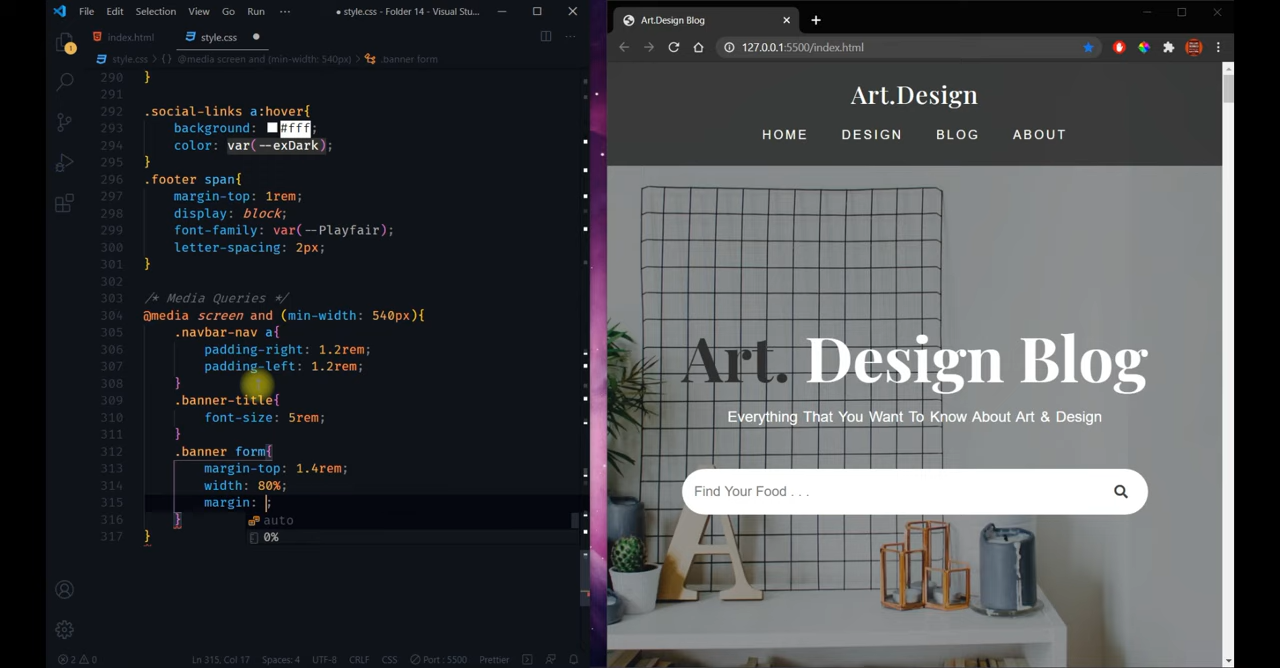 File Edit Selection View Go Run ··· • style.css - Folder 14 - Visual Stu...
index.html style.css
style.css > {} @media screen and (min-width: 540px) > .banner form
290 }
291
292 .social-links a:hover{
293 background: #fff;
294 color: var(--exDark);
295 }
296 .footer span{
297 margin-top: 1rem;
298 display: block;
299 font-family: var(--Playfair);
300 letter-spacing: 2px;
301 }
302
303 /* Media Queries */
304 @media screen and (min-width: 540px){
305 .navbar-nav a{
306 padding-right: 1.2rem;
307 padding-left: 1.2rem;
308 }
309 .banner-title{
310 font-size: 5rem;
311 }
312 .banner form{
313 margin-top: 1.4rem;
314 width: 80%;
315 margin: ;
316 }
auto
317 }
0%
1
2 0 Ln 315, Col 17 Spaces: 4 UTF-8 CRLF CSS Port : 5500 Prettier
Art.Design Blog
127.0.0.1:5500/index.html
Art.Design
HOME DESIGN BLOG ABOUT
Art. Design Blog
Everything That You Want To Know About Art & Design
Find Your Food . . .